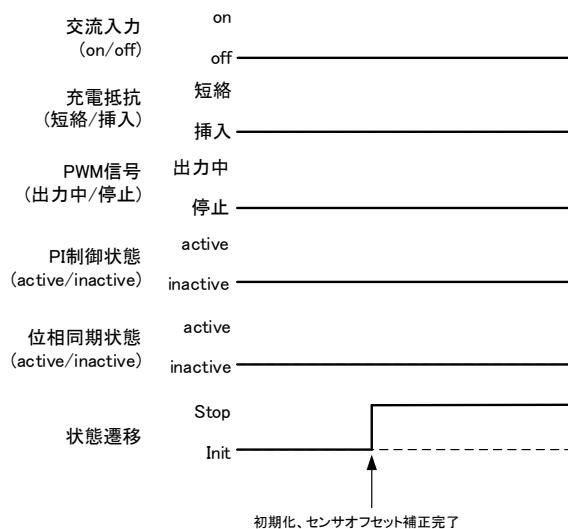 交流入力
(on/off)
on
off
充電抵抗
(短絡/挿入)
短絡
挿入
PWM信号
(出力中/停止)
出力中
停止
PI制御状態
(active/inactive)
active
inactive
位相同期状態
(active/inactive)
active
inactive
状態遷移
Stop
Init
初期化、センサオフセット補正完了